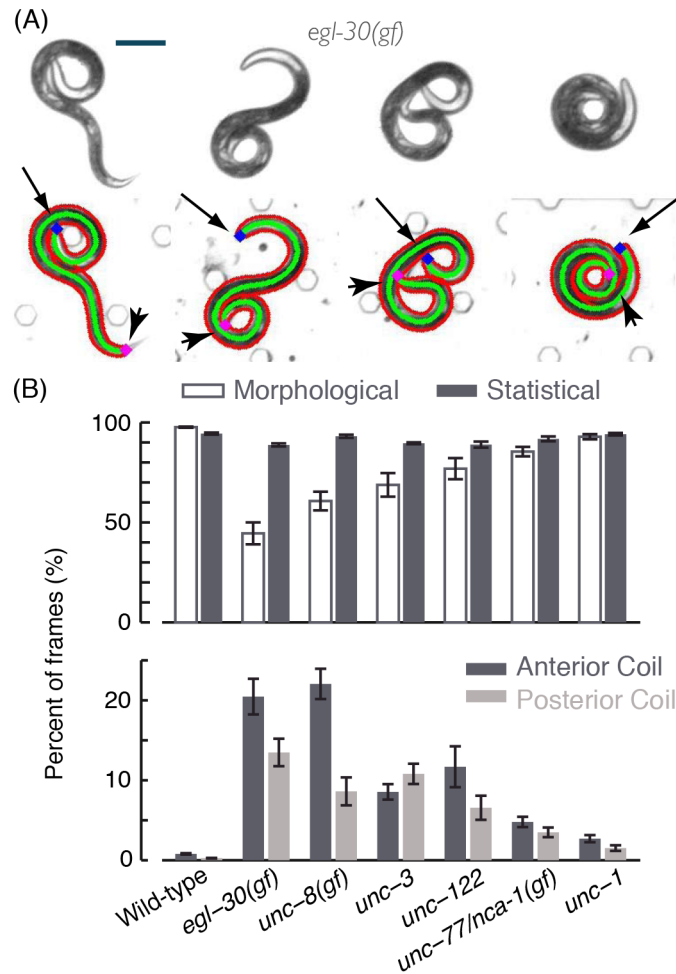 (A)
egl-30(gf)
(B)
Morphological Statistical
100
50
0
Percent of frames (%)
Anterior Coil
Posterior Coil
20
10
0
Wild-type
egl–30(gf)
unc–8(gf)
unc–3
unc–122
unc–77/nca-1(gf)
unc–1